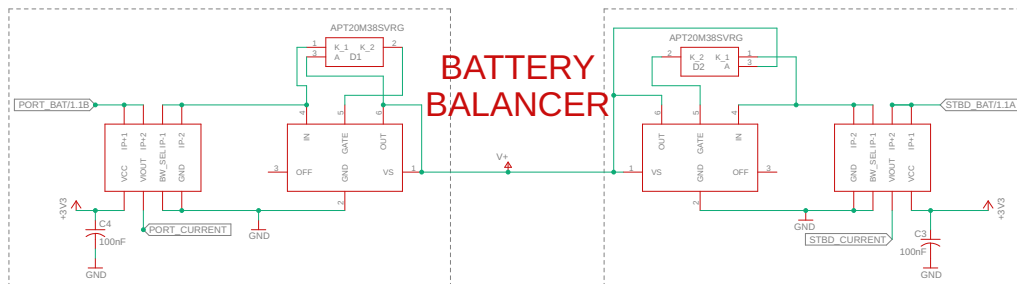 APT20M38SVRG
1 K_1 K_2 2
3 A D1
BATTERY
BALANCER
APT20M38SVRG
2 K_2 K_1 1
D2 A 3
PORT_BAT/1.1B
STBD_BAT/1.1A
4 5 6
6 5 4
IP+1 IP+2 IP-1 IP-2
IN GATE OUT
OUT GATE IN
IP-2 IP-1 IP+2 IP+1
VCC VIOUT BW_SEL GND
3 OFF GND VS 1
V+
1 VS GND OFF 3
GND BW_SEL VIOUT VCC
2
2
+3V3
+3V3
C4
100nF
PORT_CURRENT
GND
GND
STBD_CURRENT
C3
100nF
GND
GND